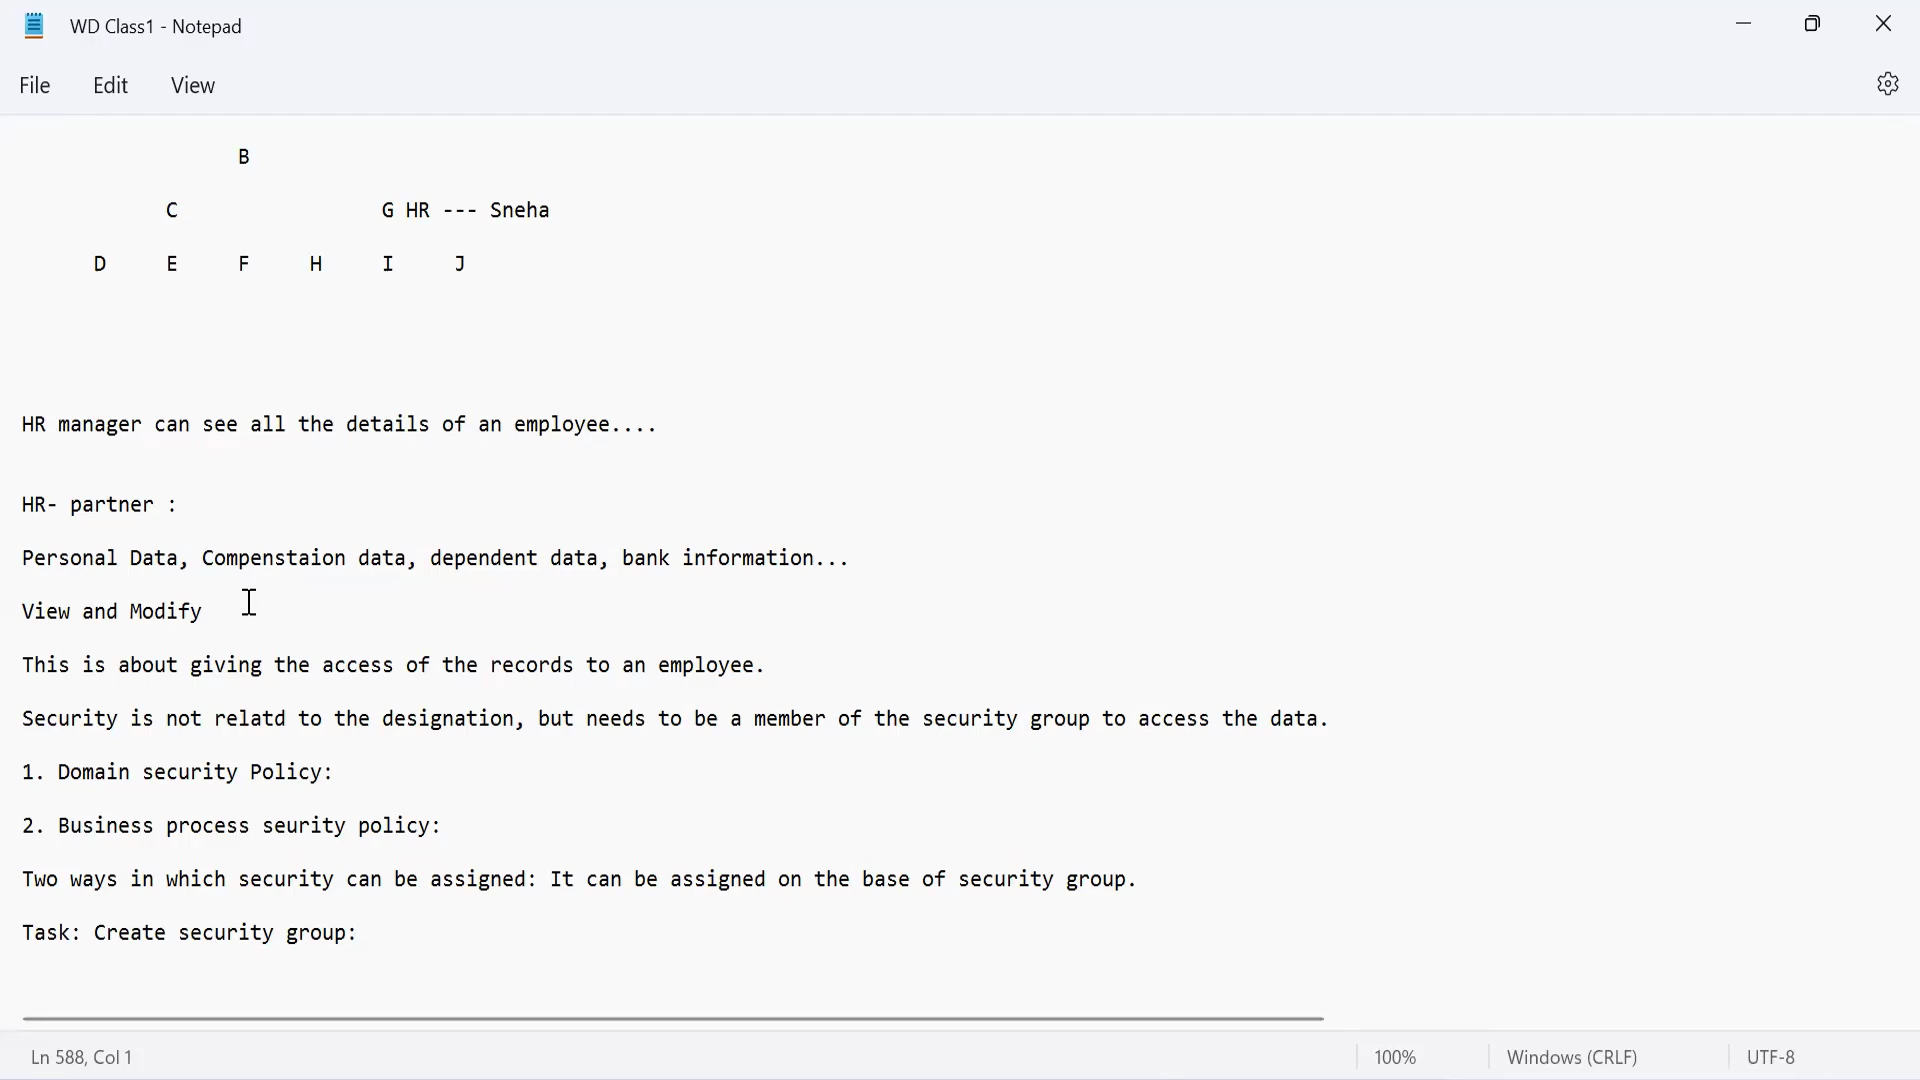 WD Class1 - Notepad
File Edit View
B
C G HR --- Sneha
D E F H I J
HR manager can see all the details of an employee....
HR- partner :
Personal Data, Compenstaion data, dependent data, bank information...
View and Modify
This is about giving the access of the records to an employee.
Security is not relatd to the designation, but needs to be a member of the security group to access the data.
1. Domain security Policy:
2. Business process seurity policy:
Two ways in which security can be assigned: It can be assigned on the base of security group.
Task: Create security group:
Ln 588, Col 1 100% Windows (CRLF) UTF-8